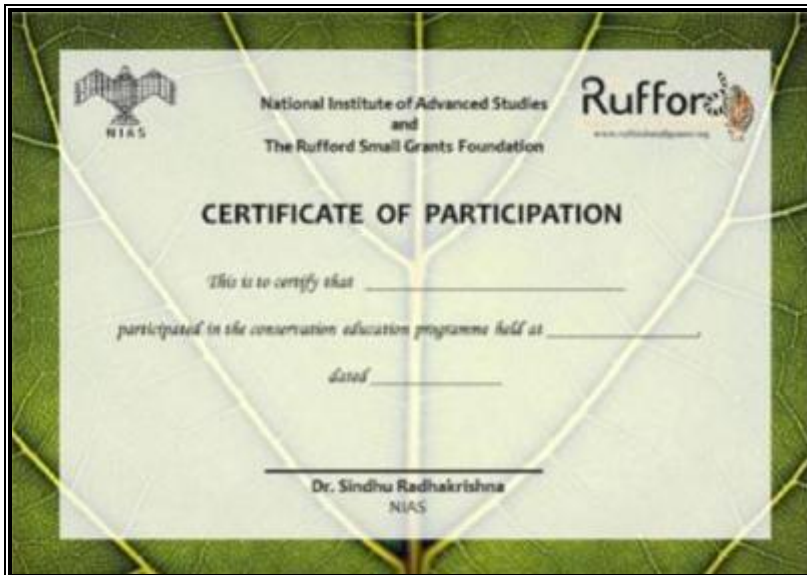 NIAS
National Institute of Advanced Studies
and
The Rufford Small Grants Foundation
Rufford
CERTIFICATE OF PARTICIPATION
This is to certify that
participated in the conservation education programme held at
dated
Dr. Sindhu Radhakrishna
NIAS